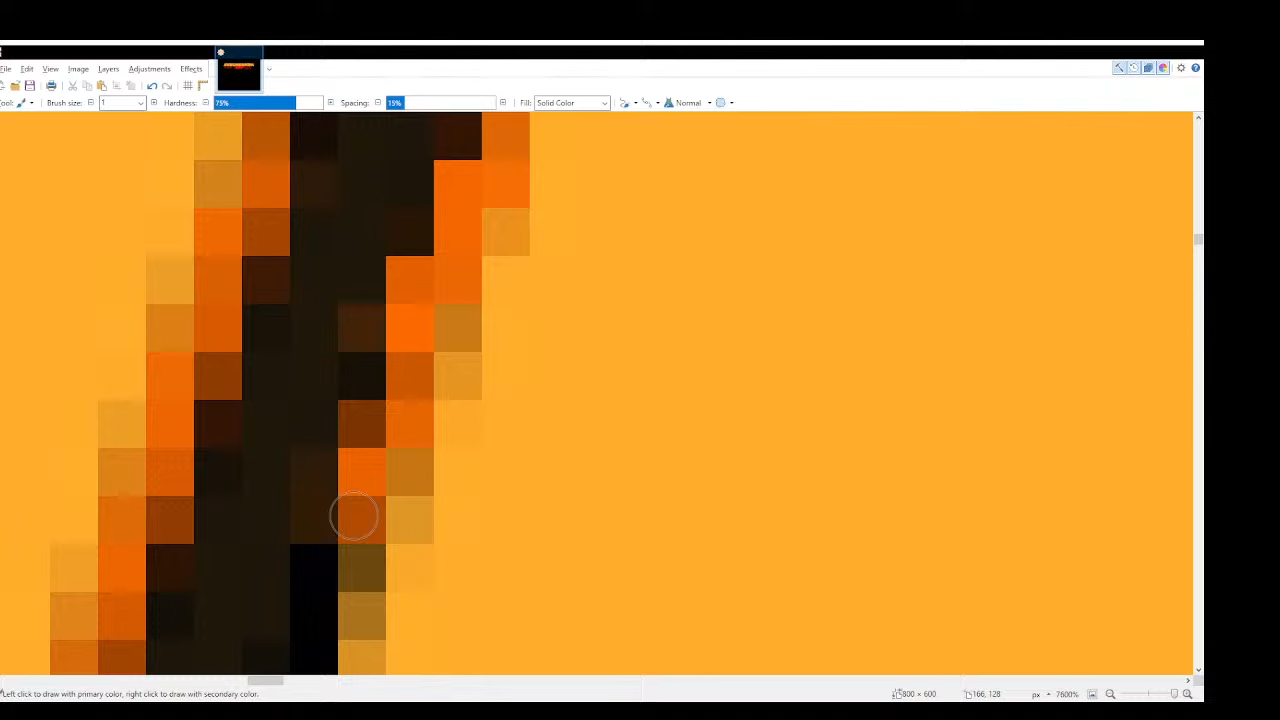 File Edit View Image Layers Adjustments Effects
Tool: Brush size: 1 Hardness: 75% Spacing: 15% Fill: Solid Color Normal
Left click to draw with primary color, right click to draw with secondary color. 800 × 600 166, 128 px 7600%